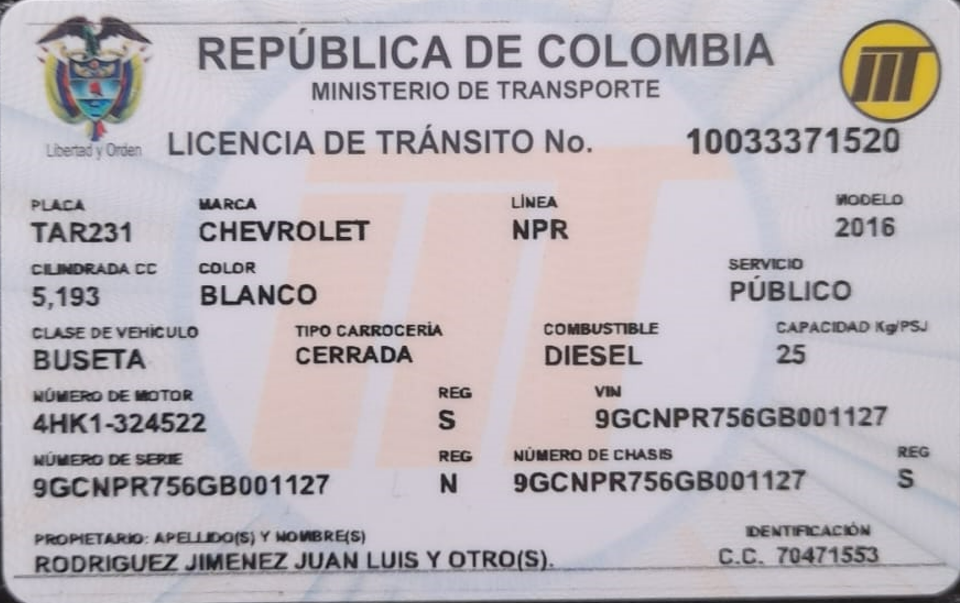 REPÚBLICA DE COLOMBIA
MINISTERIO DE TRANSPORTE
Libertad y Orden
LICENCIA DE TRÁNSITO No. 10033371520
PLACA MARCA LÍNEA MODELO
TAR231 CHEVROLET NPR 2016
CILINDRADA CC COLOR SERVICIO
5,193 BLANCO PÚBLICO
CLASE DE VEHÍCULO TIPO CARROCERÍA COMBUSTIBLE CAPACIDAD Kg/PSJ
BUSETA CERRADA DIESEL 25
NÚMERO DE MOTOR REG VIN
4HK1-324522 S 9GCNPR756GB001127
NÚMERO DE SERIE REG NÚMERO DE CHASIS REG
9GCNPR756GB001127 N 9GCNPR756GB001127 S
PROPIETARIO: APELLIDO(S) Y NOMBRE(S) IDENTIFICACIÓN
RODRIGUEZ JIMENEZ JUAN LUIS Y OTRO(S). C.C. 70471553